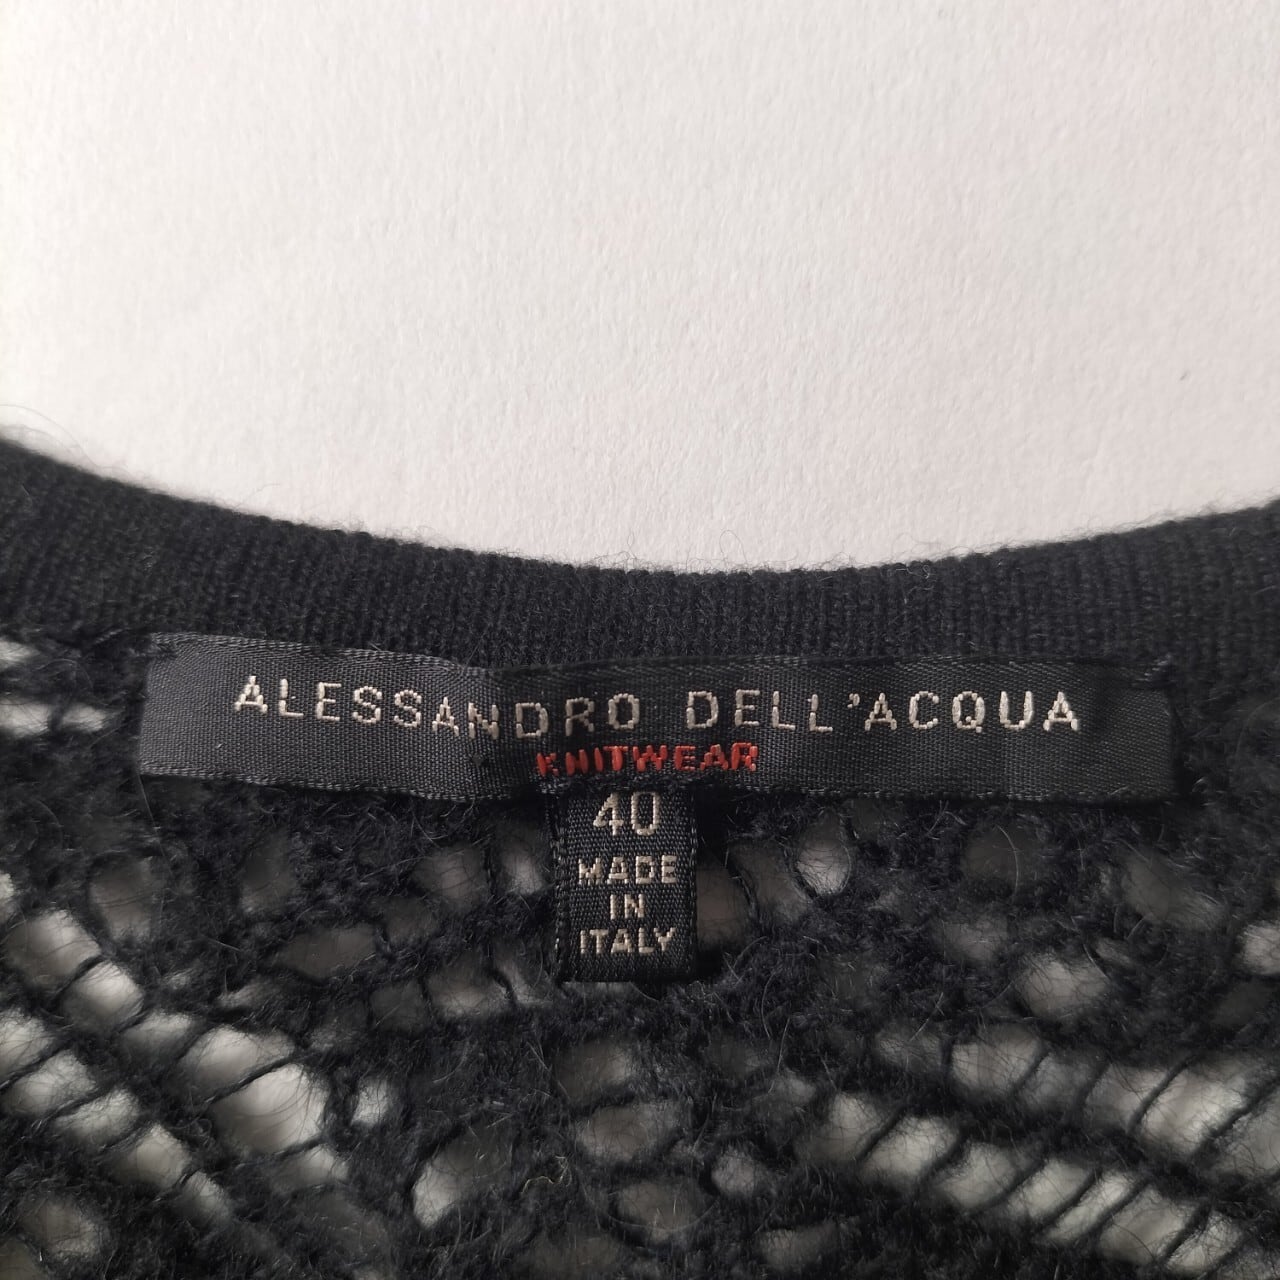 ALESSANDRO DELL'ACQUA
KNITWEAR
40
MADE
IN
ITALY